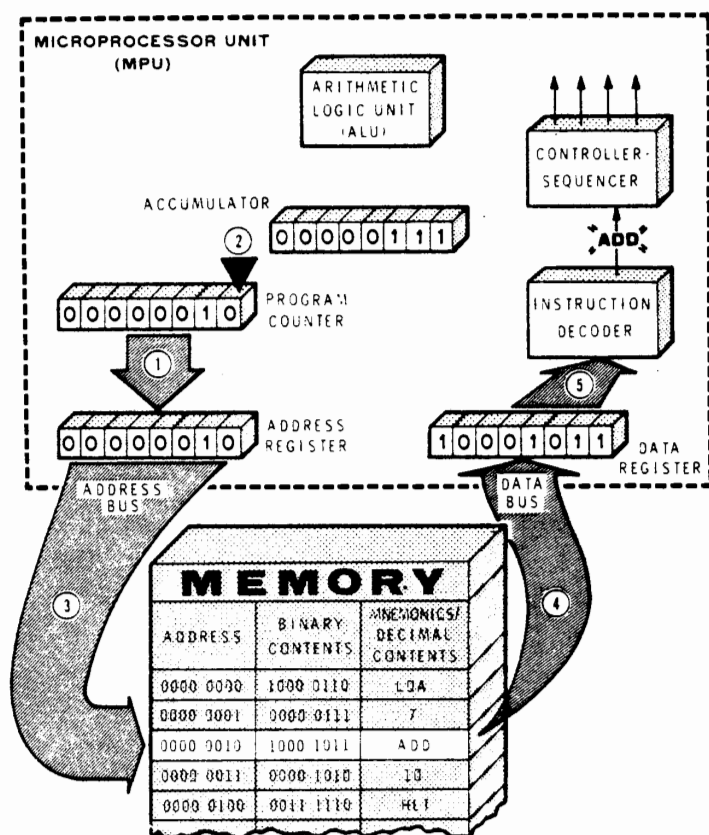 MICROPROCESSOR UNIT
(MPU)
ARITHMETIC
LOGIC UNIT
(ALU)
CONTROLLER-
SEQUENCER
ACCUMULATOR
0 0 0 0 0 1 1 1
ADD
2
0 0 0 0 0 0 1 0
PROGRAM
COUNTER
INSTRUCTION
DECODER
1
5
0 0 0 0 0 0 1 0
ADDRESS
REGISTER
1 0 0 0 1 0 1 1
DATA
REGISTER
ADDRESS
BUS
DATA
BUS
3
4
MEMORY
ADDRESS
BINARY
CONTENTS
MNEMONICS/
DECIMAL
CONTENTS
0000 0000 1000 0110 LDA
0000 0001 0000 0111 7
0000 0010 1000 1011 ADD
0000 0011 0000 1010 10
0000 0100 0011 1110 HLT